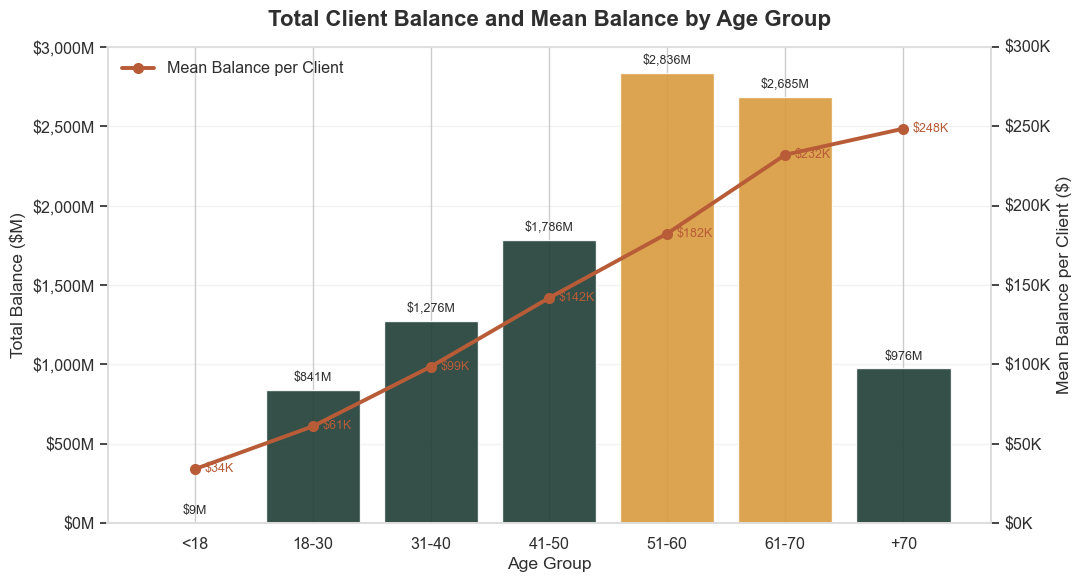 Total Client Balance and Mean Balance by Age Group
Mean Balance per Client
Total Balance ($M)
$3,000M
$2,500M
$2,000M
$1,500M
$1,000M
$500M
$0M
$9M
$841M
$1,276M
$1,786M
$2,836M
$2,685M
$976M
$34K
$61K
$99K
$142K
$182K
$232K
$248K
$300K
$250K
$200K
$150K
$100K
$50K
$0K
Mean Balance per Client ($)
<18
18-30
31-40
41-50
51-60
61-70
+70
Age Group